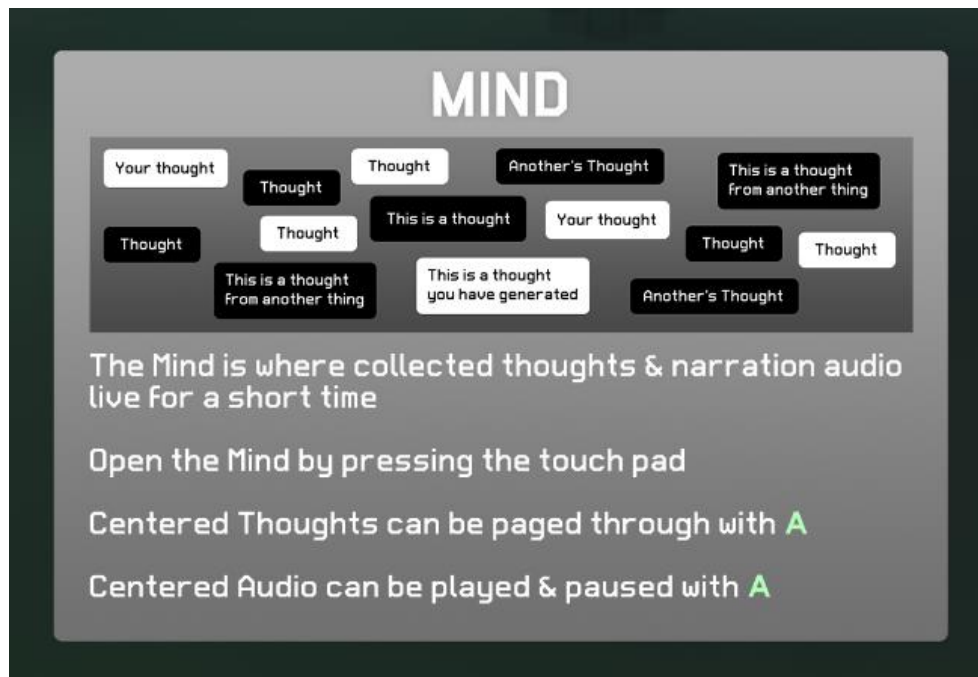 MIND
Your thought
Thought
Thought
Another's Thought
This is a thought
from another thing
Thought
Thought
This is a thought
Your thought
Thought
Thought
This is a thought
from another thing
This is a thought
you have generated
Another's Thought
The Mind is where collected thoughts & narration audio
live for a short time
Open the Mind by pressing the touch pad
Centered Thoughts can be paged through with A
Centered Audio can be played & paused with A